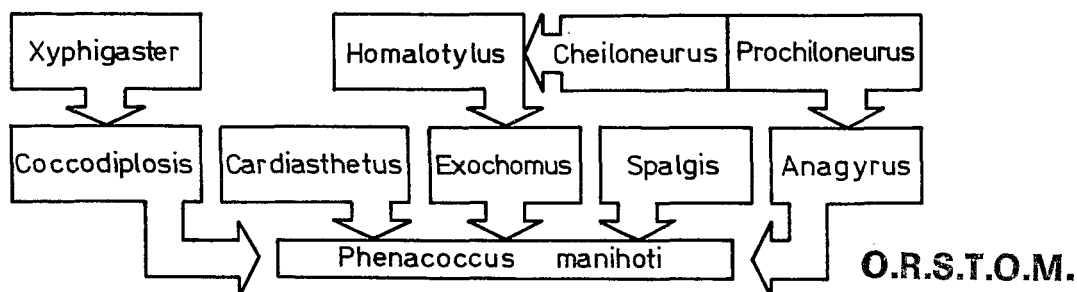 Xyphigaster Homalotylus Cheiloneurus Prochiloneurus
Coccodiplosis Cardiasthetus Exochomus Spalgis Anagyrus
Phenacoccus manihoti
O.R.S.T.O.M.